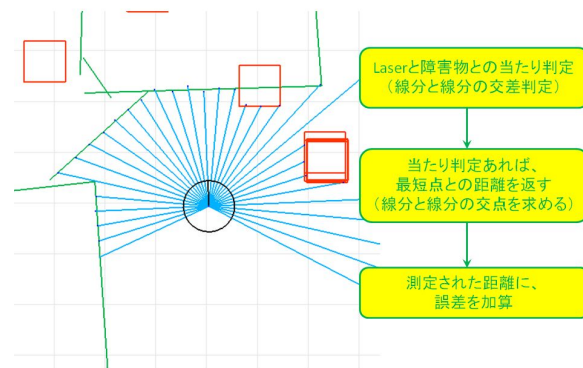 Laserと障害物との当たり判定
（線分と線分の交差判定）
当たり判定あれば、
最短点との距離を返す
（線分と線分の交点を求める）
測定された距離に、
誤差を加算